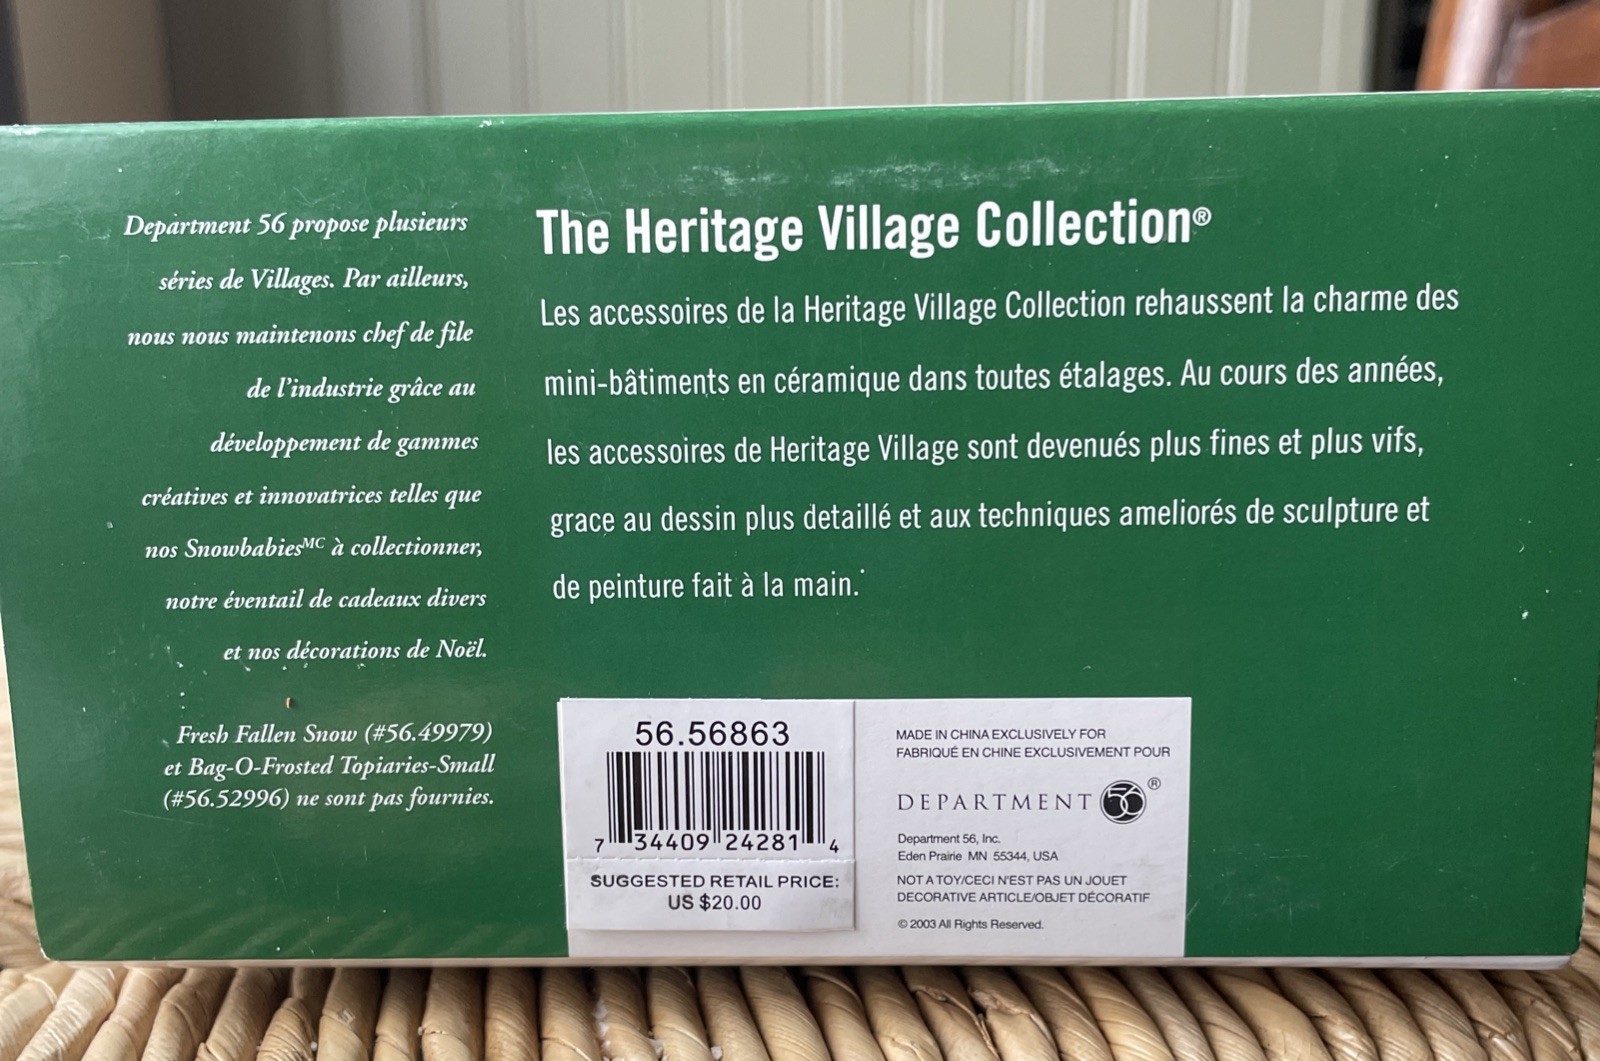 Department 56 propose plusieurs
séries de Villages. Par ailleurs,
nous nous maintenons chef de file
de l'industrie grâce au
développement de gammes
créatives et innovatrices telles que
nos Snowbabiesᴹᶜ à collectionner,
notre éventail de cadeaux divers
et nos décorations de Noël.
Fresh Fallen Snow (#56.49979)
et Bag-O-Frosted Topiaries-Small
(#56.52996) ne sont pas fournies.
The Heritage Village Collection®
Les accessoires de la Heritage Village Collection rehaussent la charme des
mini-bâtiments en céramique dans toutes étalages. Au cours des années,
les accessoires de Heritage Village sont devenués plus fines et plus vifs,
grace au dessin plus detaillé et aux techniques ameliorés de sculpture et
de peinture fait à la main.
56.56863
7 34409 24281 4
SUGGESTED RETAIL PRICE:
US $20.00
MADE IN CHINA EXCLUSIVELY FOR
FABRIQUÉ EN CHINE EXCLUSIVEMENT POUR
DEPARTMENT 56®
Department 56, Inc.
Eden Prairie MN 55344, USA
NOT A TOY/CECI N'EST PAS UN JOUET
DECORATIVE ARTICLE/OBJET DÉCORATIF
© 2003 All Rights Reserved.